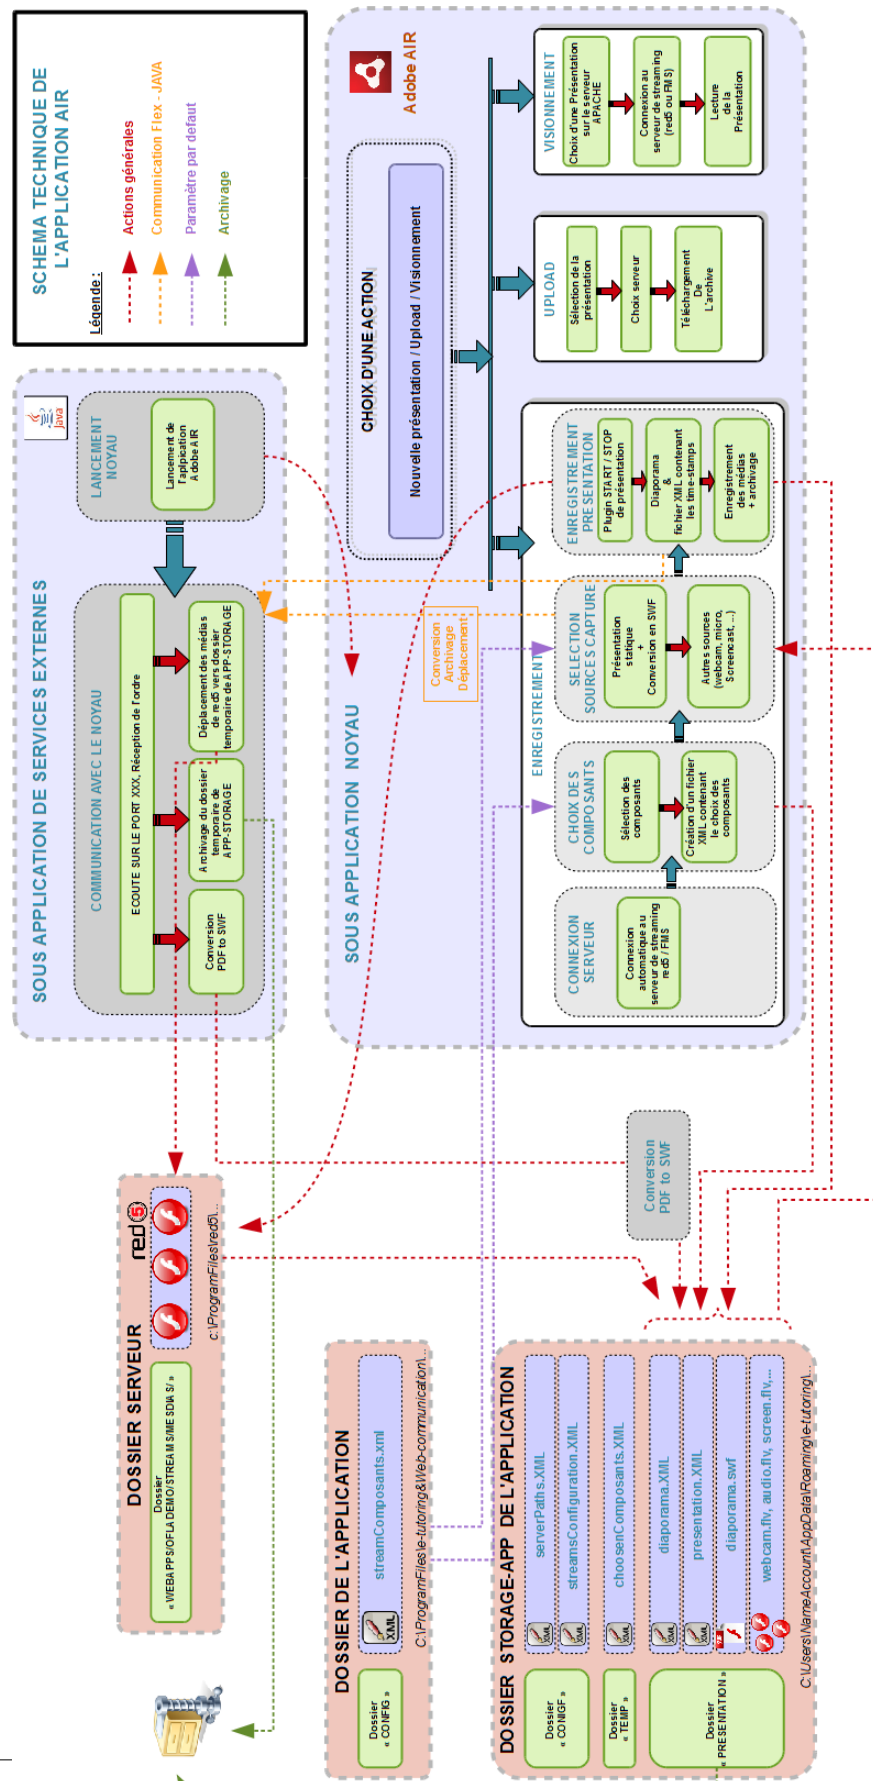 SCHEMA TECHNIQUE DE
L'APPLICATION AIR
Légende :
Actions générales
Communication Flex - JAVA
Paramètre par defaut
Archivage
SOUS APPLICATION DE SERVICES EXTERNES
Java
LANCEMENT
NOYAU
Lancement de
l'aplpication
Adobe AIR
COMMUNICATION AVEC LE NOYAU
ECOUTE SUR LE PORT XXX, Réception de l'ordre
Conversion
PDF to SWF
Archivage du dossier
temporaire de
APP-STORAGE
Déplacement des médias
de red5 vers dossier
temporaire de APP-STORAGE
SOUS APPLICATION NOYAU
Adobe AIR
CHOIX D'UNE ACTION
Nouvelle présentation / Upload / Visionnement
ENREGISTREMENT
CONNEXION
SERVEUR
Connexion
automatique au
serveur de streaming
red5 / FMS
CHOIX DES
COMPOSANTS
Sélection des
composants
Création d'un fichier
XML contenant
le choix des
composants
SELECTION
SOURCES CAPTURE
Présentation
statique
+
Conversion en SWF
Autres sources
(webcam, micro,
Screencast, ...)
ENREGISTREMENT
PRESENTATION
Plugin START / STOP
de présentation
Diaporama
&
fichier XML contenant
les time-stamps
Enregistrement
des médias
+ archivage
Conversion
Archivage
Déplacement
UPLOAD
Sélection de la
présentation
Choix serveur
Téléchargement
De
L'archive
VISIONNEMENT
Choix d'une Présentation
sur le serveur
APACHE
Connexion au
serveur de streaming
(red5 ou FMS)
Lecture
de la
Présentation
DOSSIER SERVEUR
red5
Dossier
« WEBAPPS/OFLADEMO/STREAMS/MESDIAS/ »
c:\ProgramFiles\red5\...
Conversion
PDF to SWF
DOSSIER DE L'APPLICATION
Dossier
« CONFIG »
XML
streamComposants.xml
C:\ProgramFiles\e-tutoring&Web-communication\...
DOSSIER STORAGE-APP DE L'APPLICATION
Dossier
« CONIGF »
XML
serverPaths.XML
XML
streamsConfiguration.XML
Dossier
« TEMP »
XML
choosenComposants.XML
Dossier
« PRESENTATION »
XML
diaporama.XML
XML
presentation.XML
diaporama.swf
webcam.flv, audio.flv, screen.flv,...
C:\Users\NameAccount\AppData\Roaming\e-tutoring\...